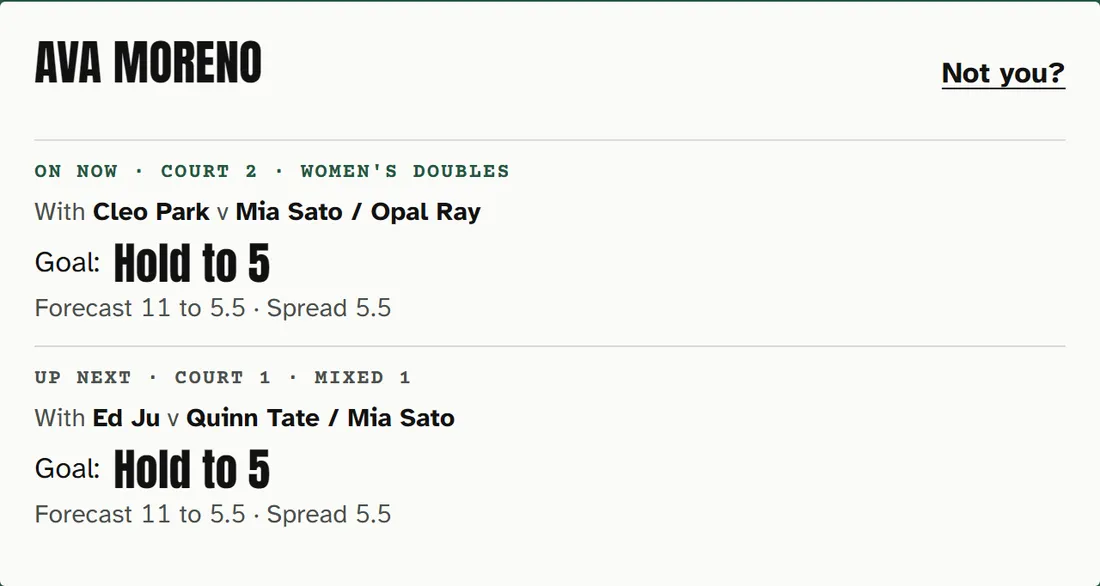 AVA MORENO
Not you?
ON NOW · COURT 2 · WOMEN'S DOUBLES
With Cleo Park v Mia Sato / Opal Ray
Goal: Hold to 5
Forecast 11 to 5.5 · Spread 5.5
UP NEXT · COURT 1 · MIXED 1
With Ed Ju v Quinn Tate / Mia Sato
Goal: Hold to 5
Forecast 11 to 5.5 · Spread 5.5